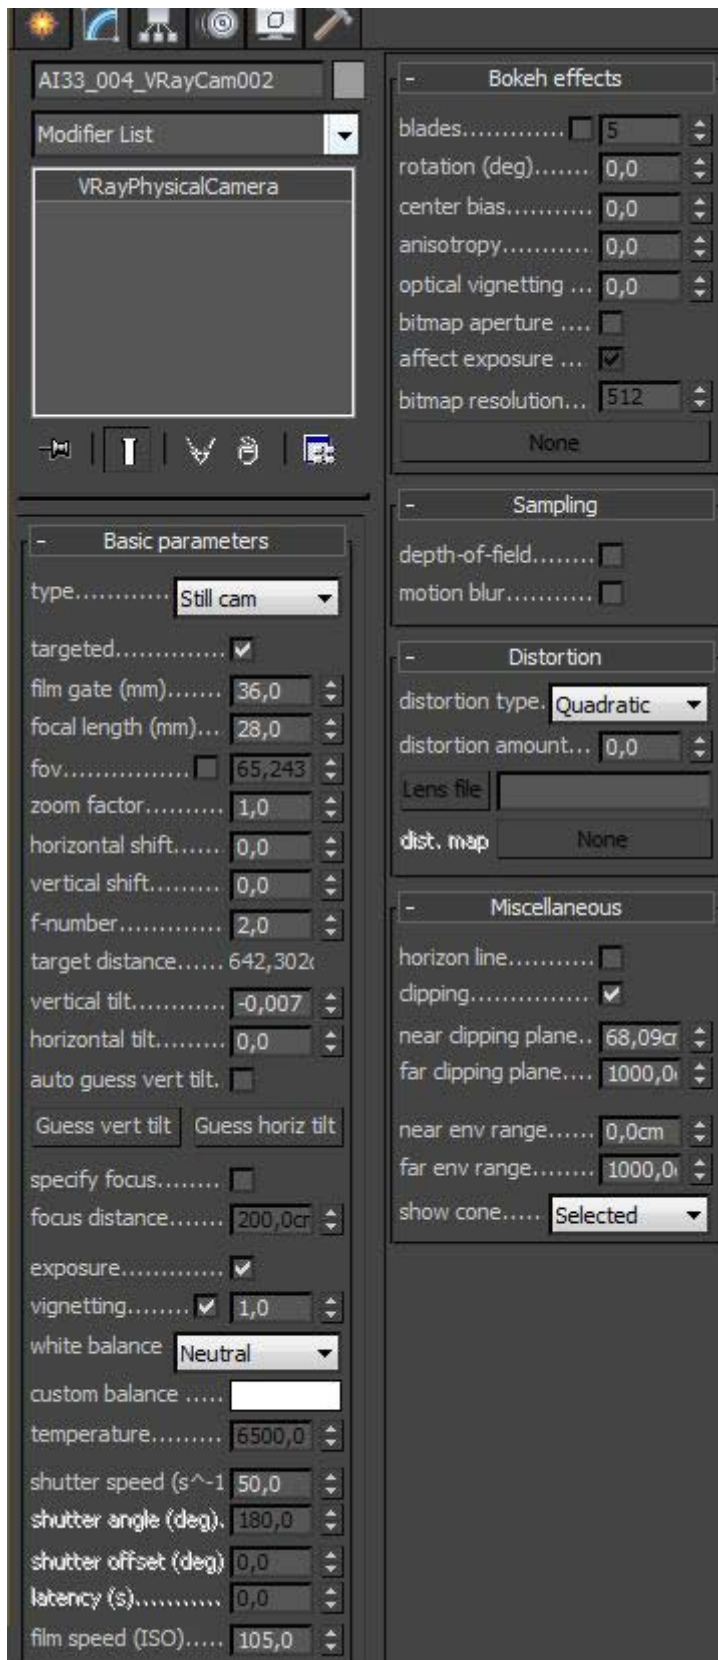 AI33_004_VRayCam002
Modifier List
VRayPhysicalCamera
- Basic parameters
type............ Still cam
targeted..............
film gate (mm)....... 36,0
focal length (mm)... 28,0
fov................ 65,243
zoom factor.......... 1,0
horizontal shift...... 0,0
vertical shift......... 0,0
f-number............. 2,0
target distance...... 642,302c
vertical tilt............ -0,007
horizontal tilt......... 0,0
auto guess vert tilt.
Guess vert tilt Guess horiz tilt
specify focus........
focus distance....... 200,0cr
exposure.............
vignetting........ 1,0
white balance Neutral
custom balance .....
temperature......... 6500,0
shutter speed (s^-1 50,0
shutter angle (deg). 180,0
shutter offset (deg) 0,0
latency (s)........... 0,0
film speed (ISO)..... 105,0
- Bokeh effects
blades............. 5
rotation (deg)....... 0,0
center bias........... 0,0
anisotropy........... 0,0
optical vignetting ... 0,0
bitmap aperture ....
affect exposure ...
bitmap resolution... 512
None
- Sampling
depth-of-field........
motion blur...........
- Distortion
distortion type. Quadratic
distortion amount... 0,0
Lens file
dist. map None
- Miscellaneous
horizon line...........
clipping...............
near clipping plane.. 68,09cr
far clipping plane.... 1000,0
near env range...... 0,0cm
far env range........ 1000,0
show cone..... Selected